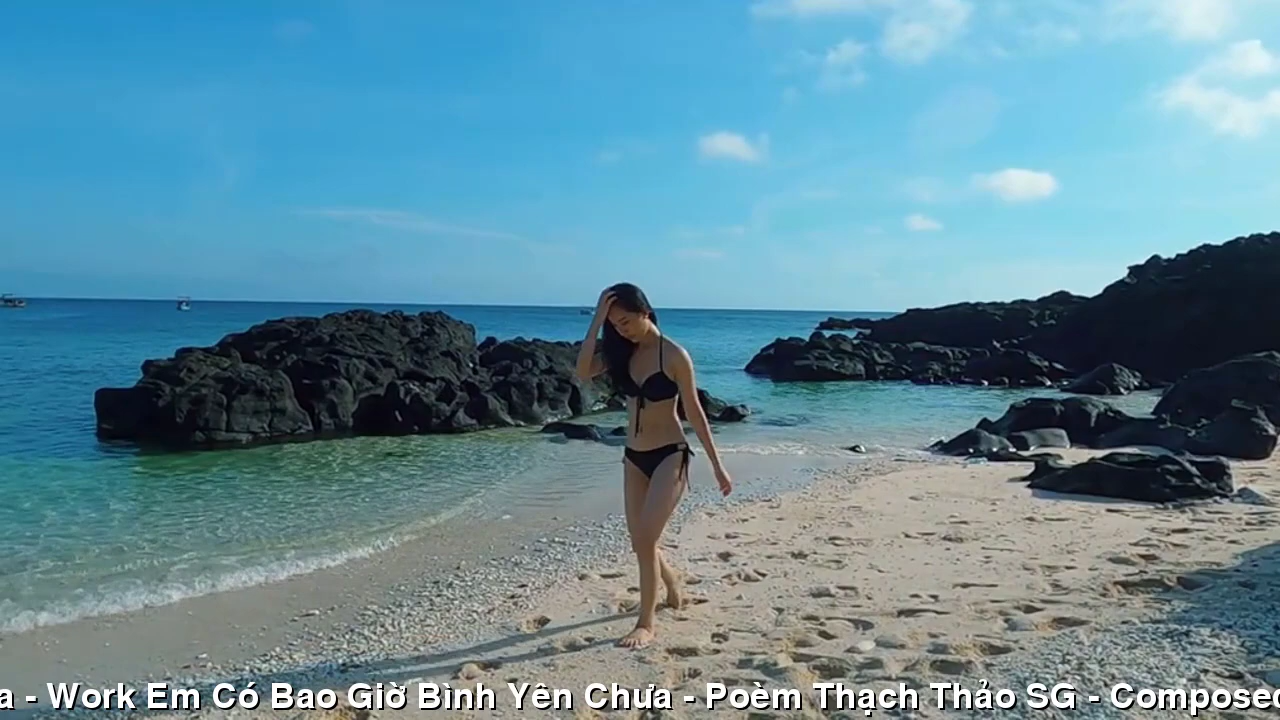 a - Work Em Có Bao Giờ Bình Yên Chưa - Poèm Thạch Thảo SG - Composed